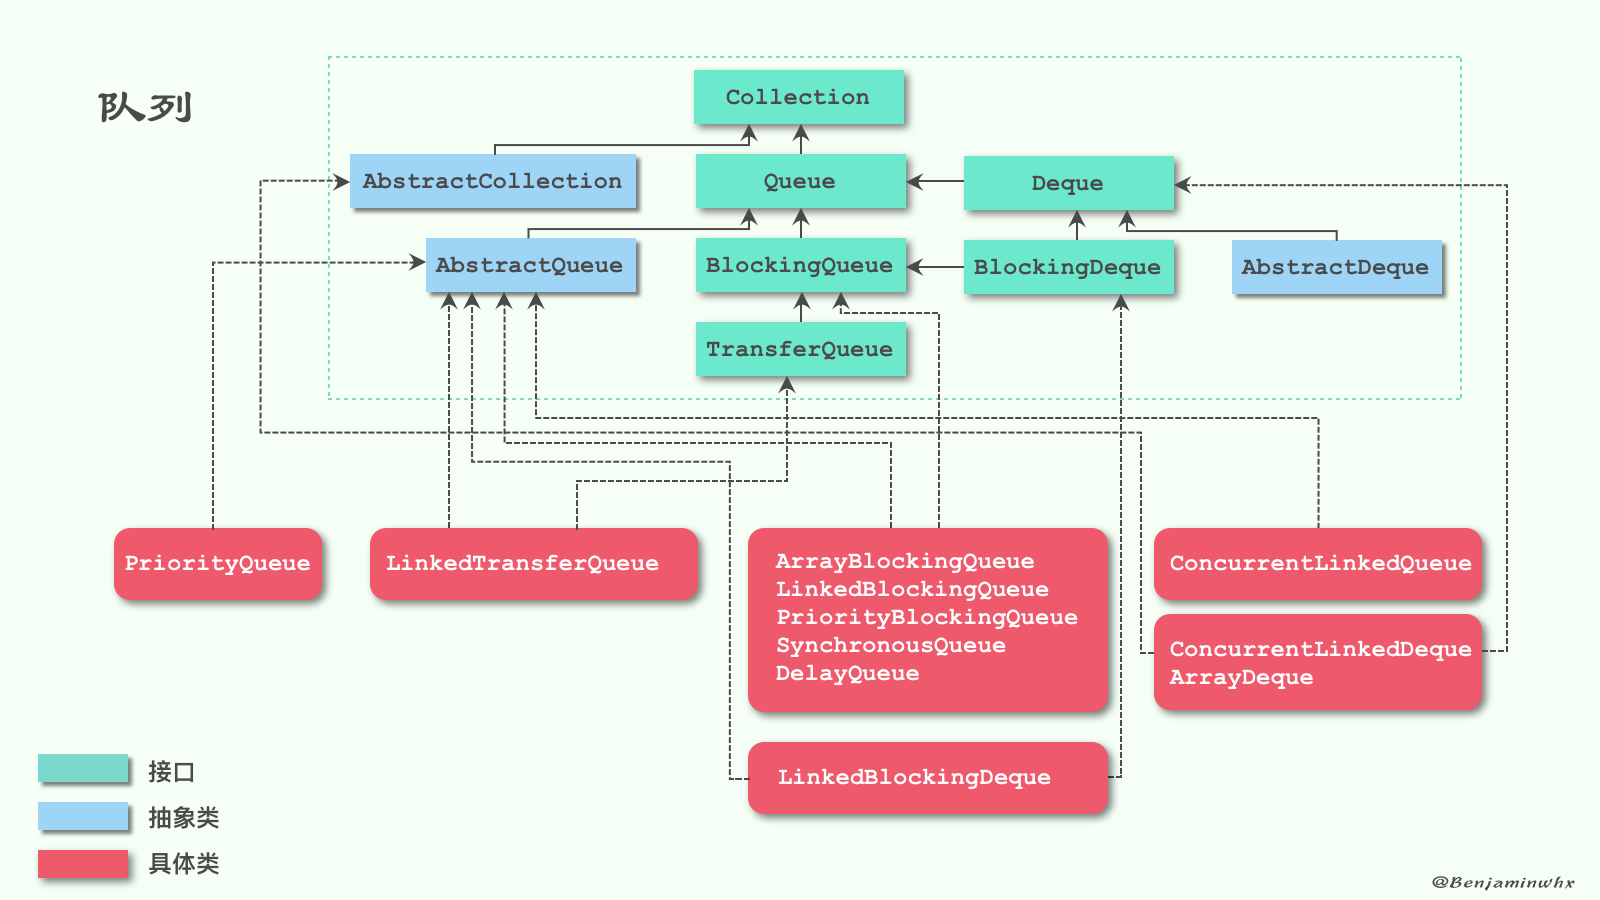 队列
Collection
AbstractCollection
Queue
Deque
AbstractQueue
BlockingQueue
BlockingDeque
AbstractDeque
TransferQueue
PriorityQueue
LinkedTransferQueue
ArrayBlockingQueue
LinkedBlockingQueue
PriorityBlockingQueue
SynchronousQueue
DelayQueue
ConcurrentLinkedQueue
ConcurrentLinkedDeque
ArrayDeque
LinkedBlockingDeque
接口
抽象类
具体类
@Benjaminwhx